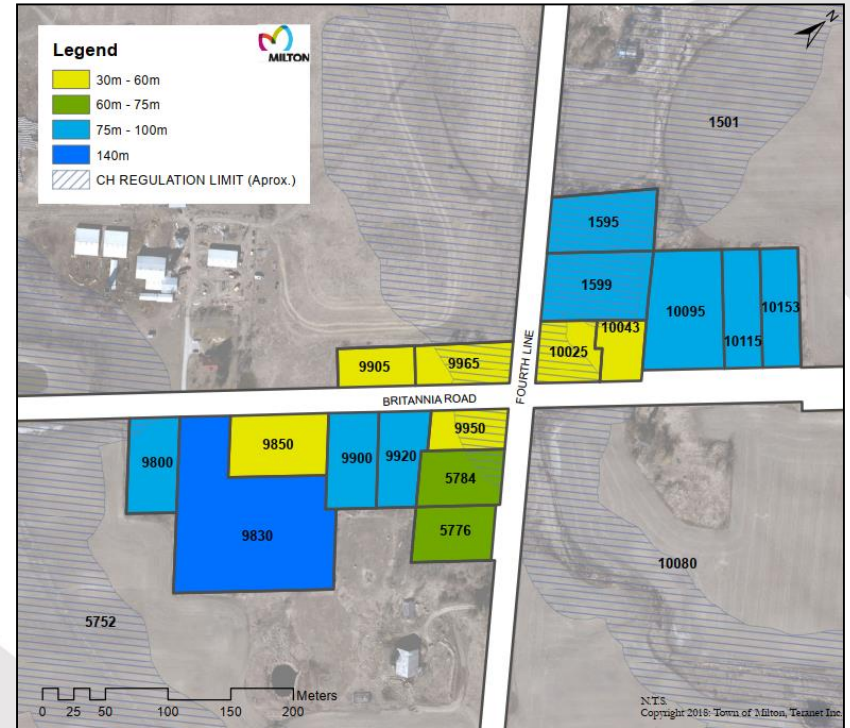 Legend
MILTON
30m - 60m
60m - 75m
75m - 100m
140m
CH REGULATION LIMIT (Aprox.)
N
1501
1595
1599
10043
10095
10153
10025
10115
9905
9965
FOURTH LINE
BRITANNIA ROAD
9950
9850
9800
9900
9920
5784
9830
5776
10080
5752
Meters
0 25 50 100 150 200
N.T.S.
Copyright 2018: Town of Milton, Teranet Inc.